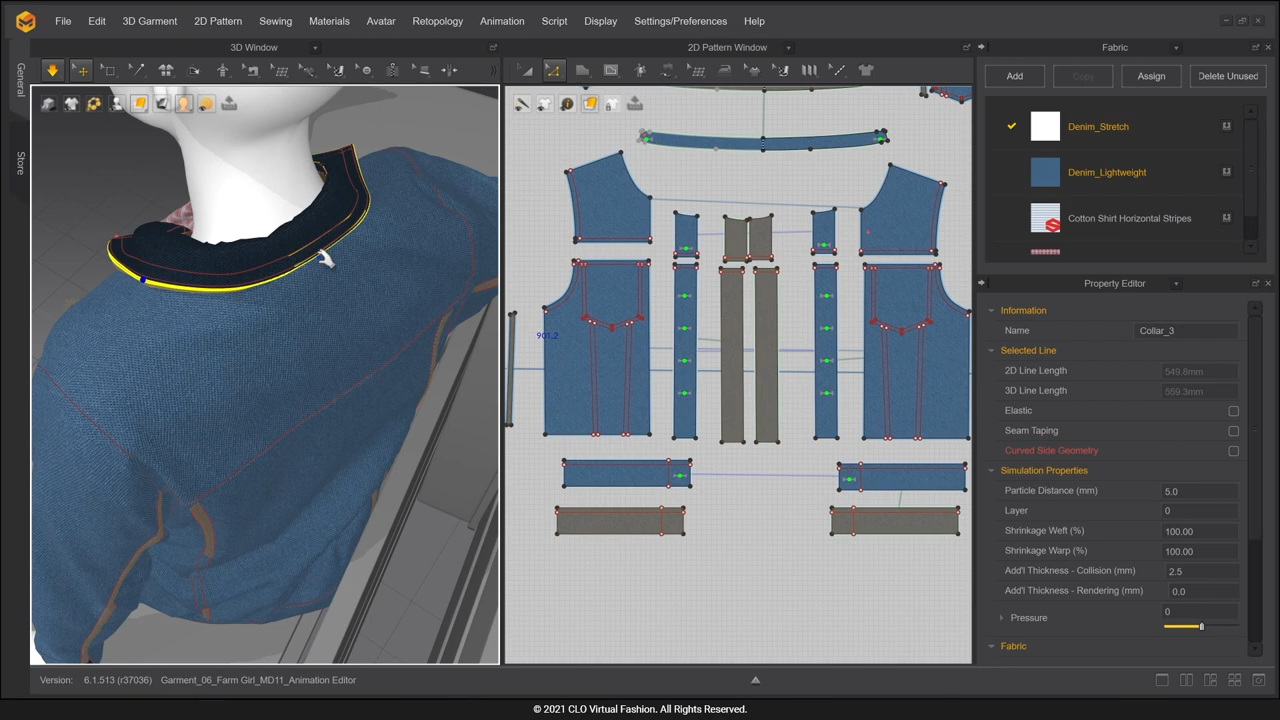 File Edit 3D Garment 2D Pattern Sewing Materials Avatar Retopology Animation Script Display Settings/Preferences Help
3D Window
2D Pattern Window
Fabric
General
Store
Add Copy Assign Delete Unused
Denim_Stretch
Denim_Lightweight
Cotton Shirt Horizontal Stripes
901.2
Property Editor
Information
Name Collar_3
Selected Line
2D Line Length 549.8mm
3D Line Length 559.3mm
Elastic
Seam Taping
Curved Side Geometry
Simulation Properties
Particle Distance (mm) 5.0
Layer 0
Shrinkage Weft (%) 100.00
Shrinkage Warp (%) 100.00
Add'l Thickness - Collision (mm) 2.5
Add'l Thickness - Rendering (mm) 0.0
Pressure 0
Fabric
Version: 6.1.513 (r37036) Garment_06_Farm Girl_MD11_Animation Editor
© 2021 CLO Virtual Fashion. All Rights Reserved.